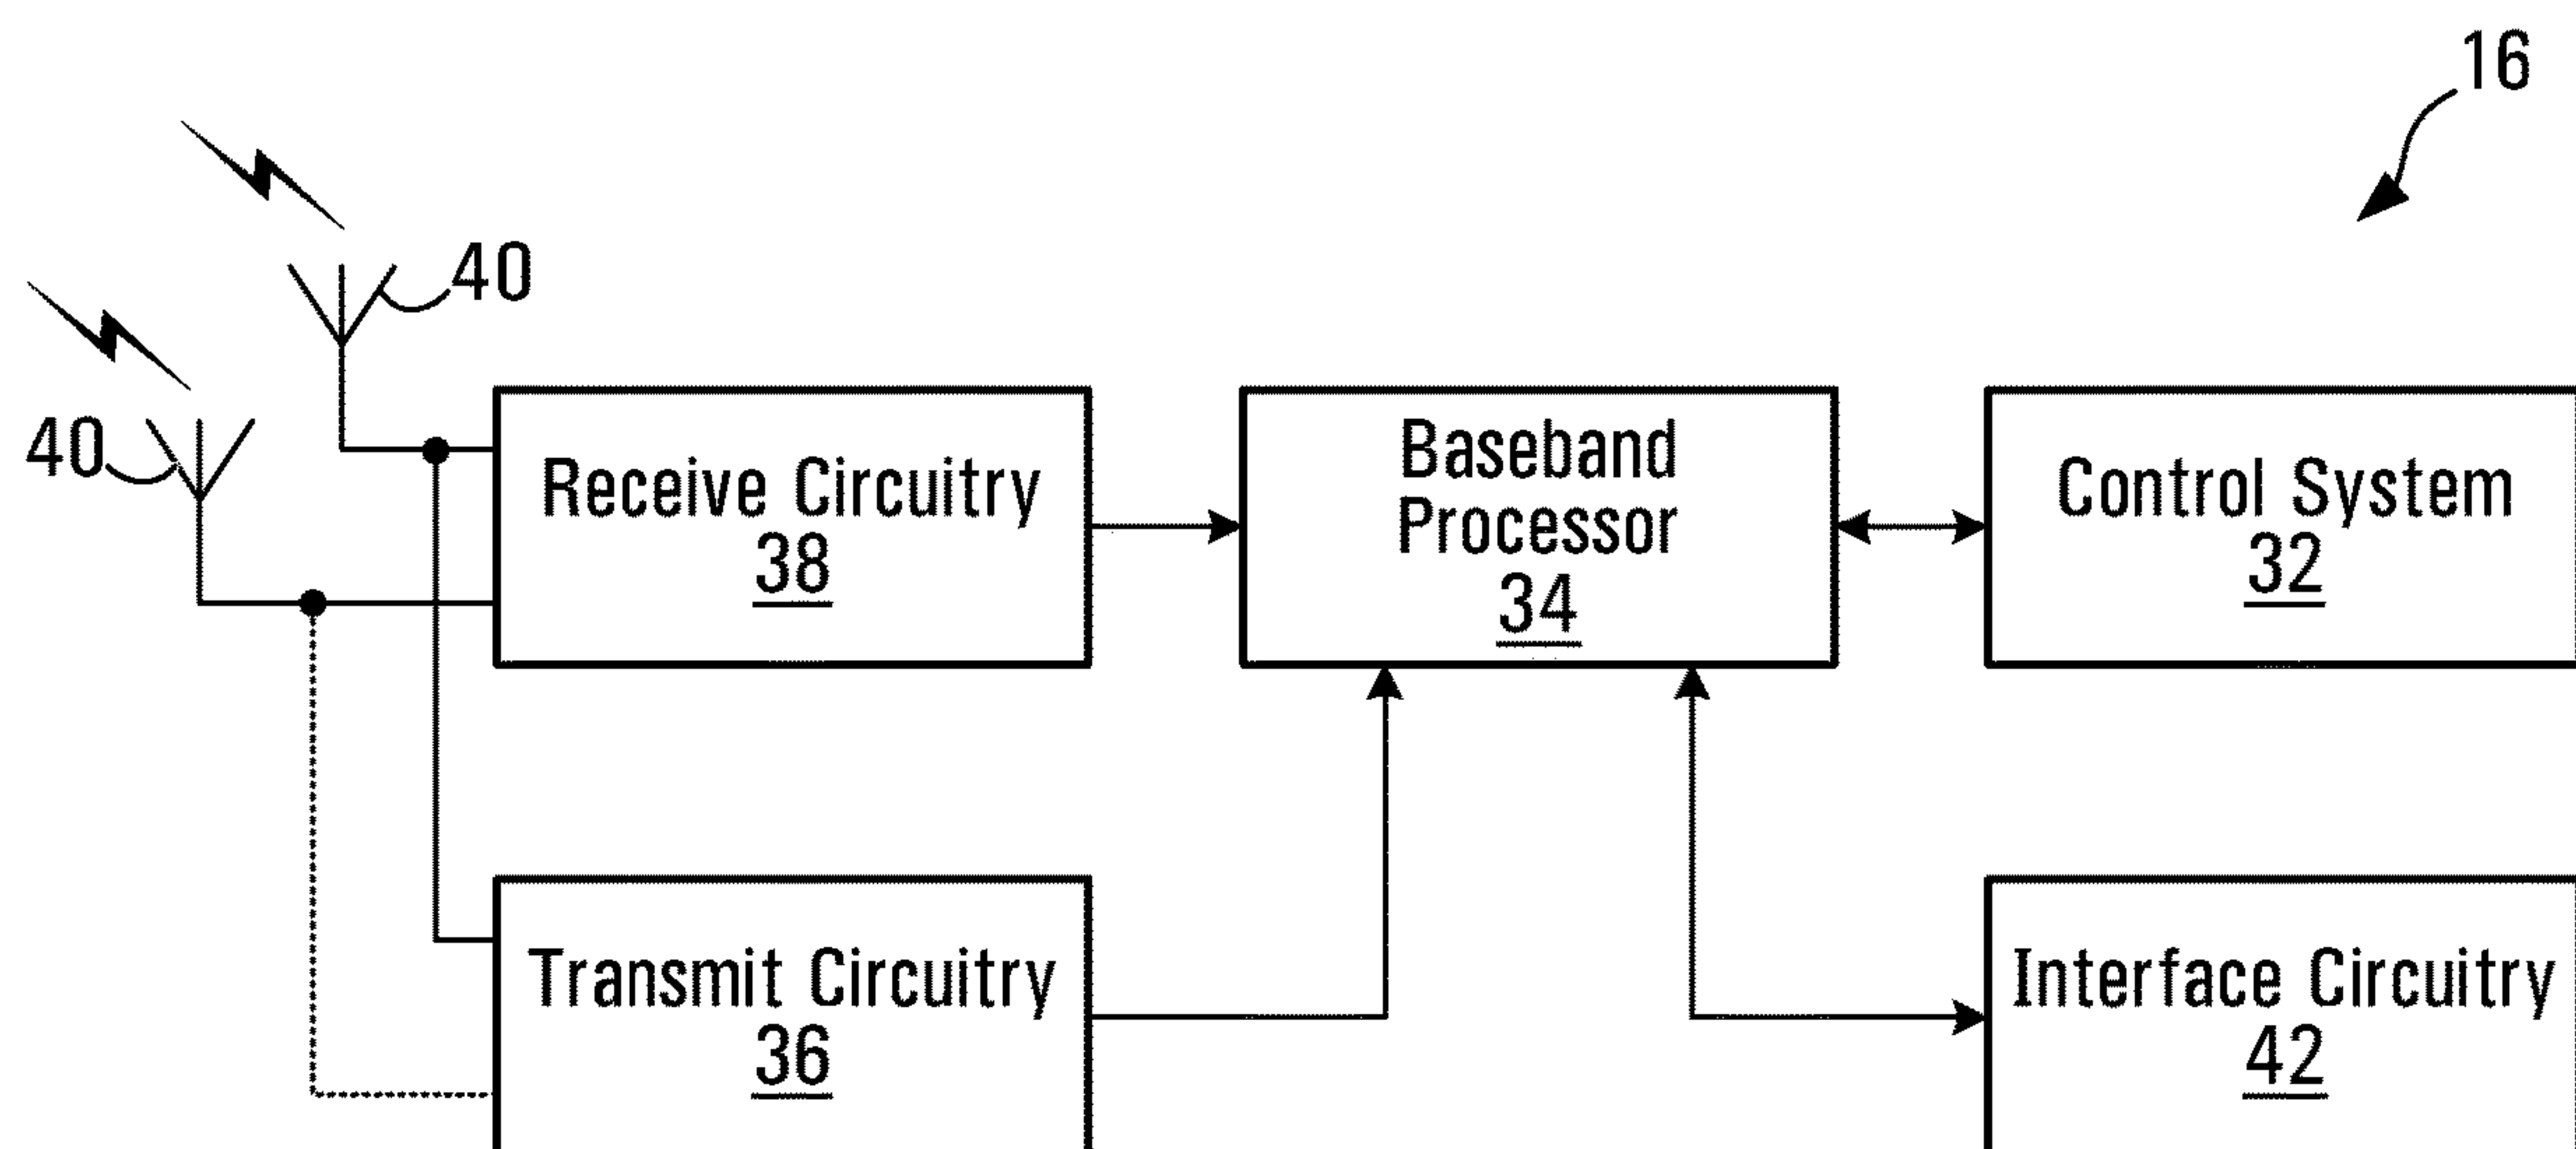 16
40
40
Receive Circuitry
38
Baseband
Processor
34
Control System
32
Transmit Circuitry
36
Interface Circuitry
42